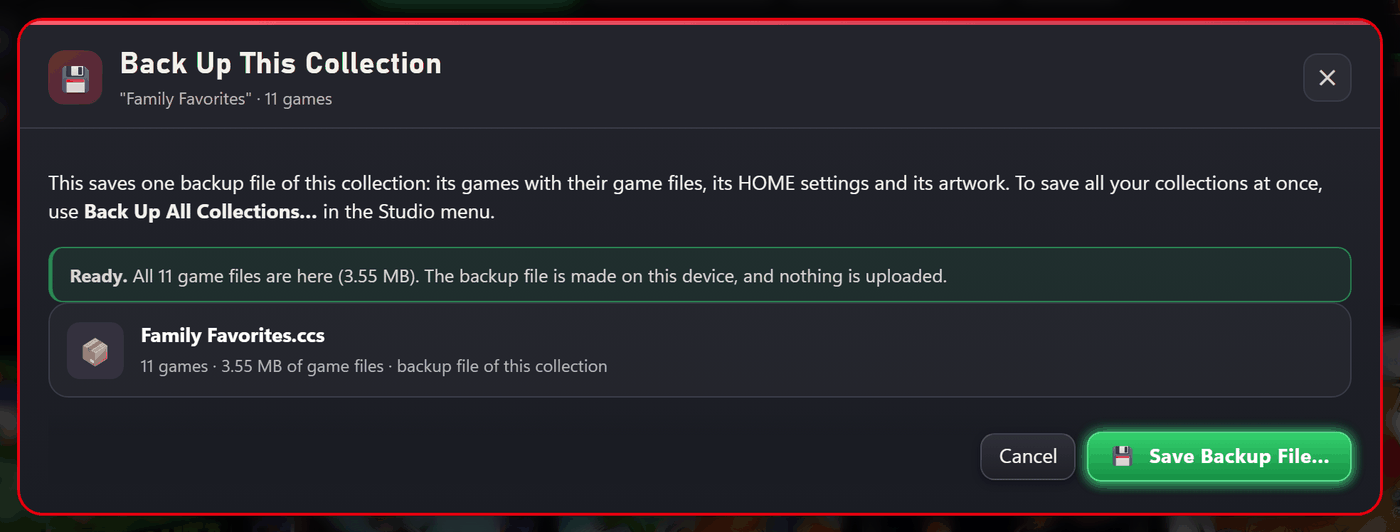 Back Up This Collection
"Family Favorites" · 11 games
This saves one backup file of this collection: its games with their game files, its HOME settings and its artwork. To save all your collections at once,
use Back Up All Collections... in the Studio menu.
Ready. All 11 game files are here (3.55 MB). The backup file is made on this device, and nothing is uploaded.
Family Favorites.ccs
11 games · 3.55 MB of game files · backup file of this collection
Cancel
Save Backup File...